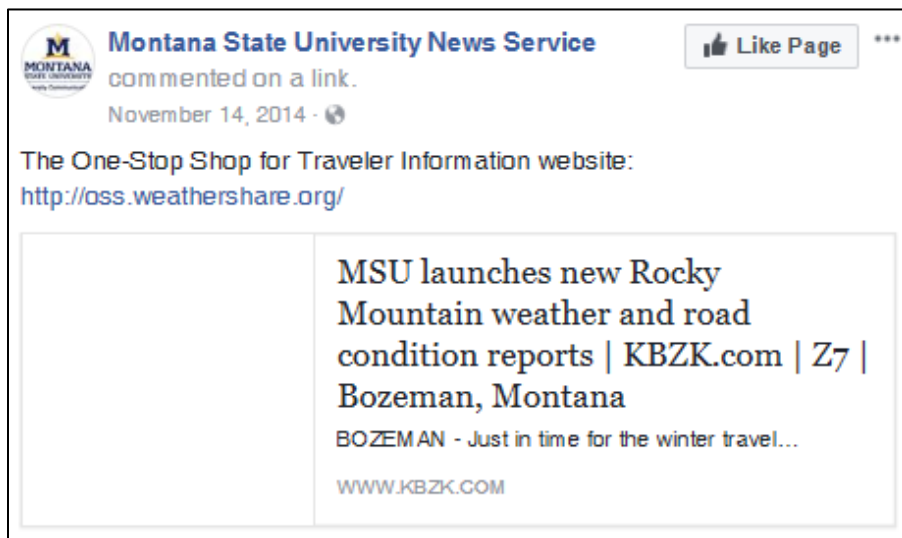 M
MONTANA
STATE UNIVERSITY
Montana State University News Service
Like Page
commented on a link.
November 14, 2014 ·
The One-Stop Shop for Traveler Information website:
http://oss.weathershare.org/
MSU launches new Rocky
Mountain weather and road
condition reports | KBZK.com | Z7 |
Bozeman, Montana
BOZEMAN - Just in time for the winter travel...
WWW.KBZK.COM